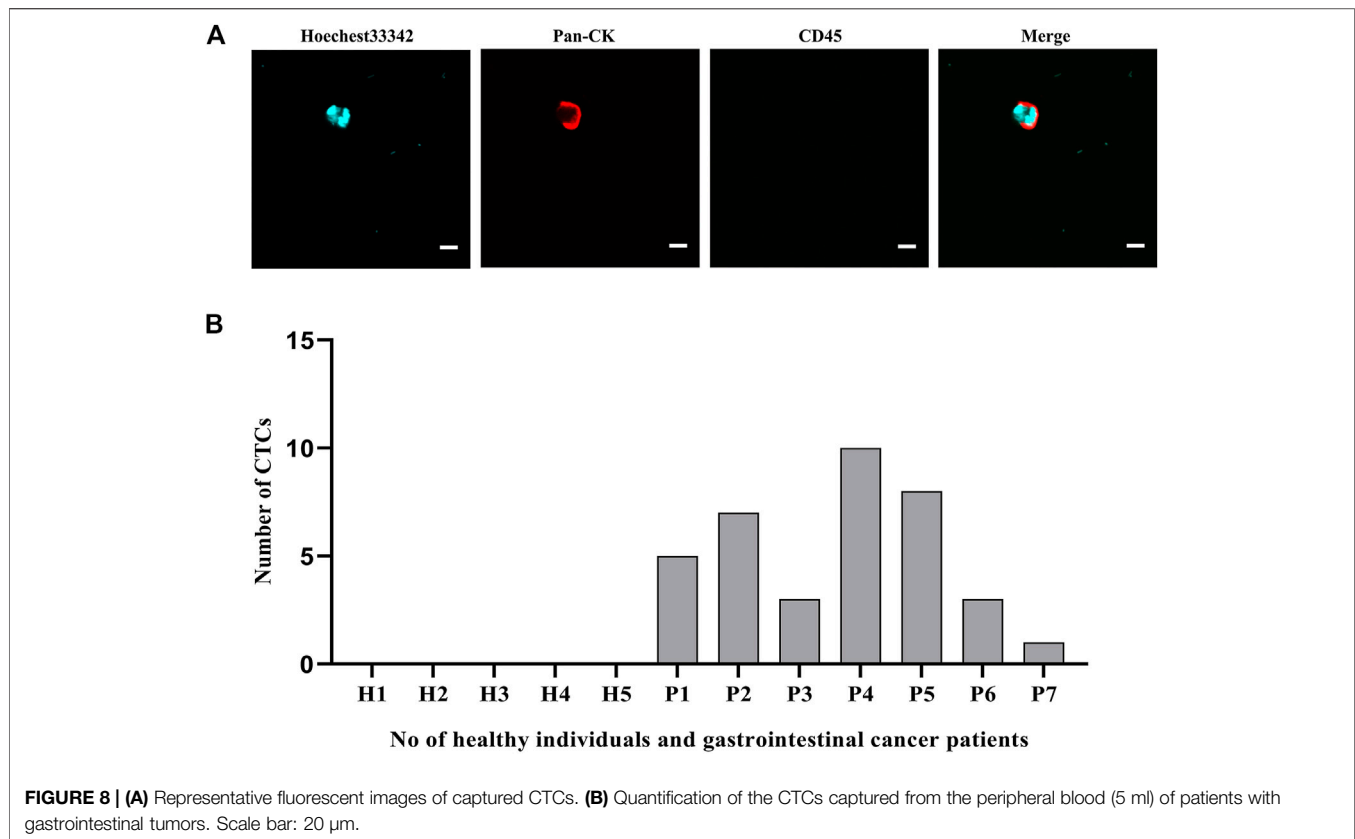 A
Hoechest33342 Pan-CK CD45 Merge
B
15
10
5
0
Number of CTCs
H1 H2 H3 H4 H5 P1 P2 P3 P4 P5 P6 P7
No of healthy individuals and gastrointestinal cancer patients
FIGURE 8 | (A) Representative fluorescent images of captured CTCs. (B) Quantification of the CTCs captured from the peripheral blood (5 ml) of patients with
gastrointestinal tumors. Scale bar: 20 µm.